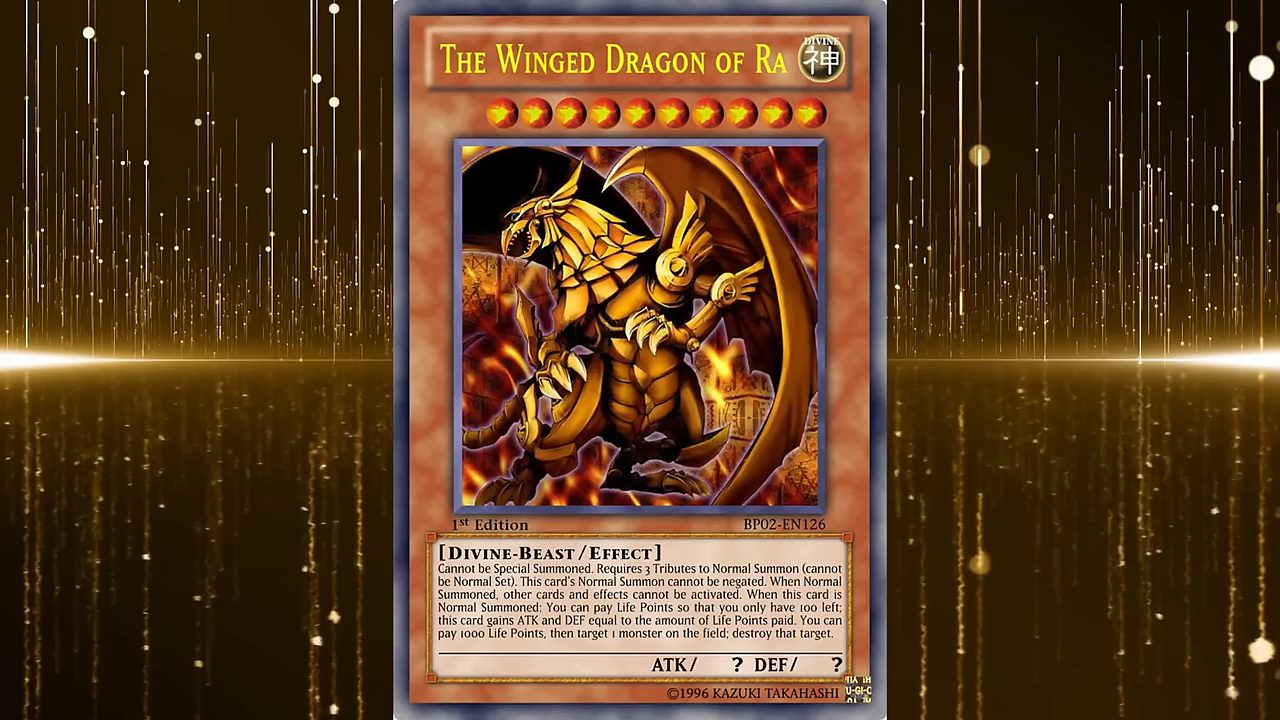 DIVINE
THE WINGED DRAGON OF RA 神
1st Edition BP02-EN126
[DIVINE-BEAST/EFFECT]
Cannot be Special Summoned. Requires 3 Tributes to Normal Summon (cannot
be Normal Set). This card's Normal Summon cannot be negated. When Normal
Summoned, other cards and effects cannot be activated. When this card is
Normal Summoned: You can pay Life Points so that you only have 100 left;
this card gains ATK and DEF equal to the amount of Life Points paid. You can
pay 1000 Life Points, then target 1 monster on the field; destroy that target.
ATK/ ? DEF/ ?
©1996 KAZUKI TAKAHASHI